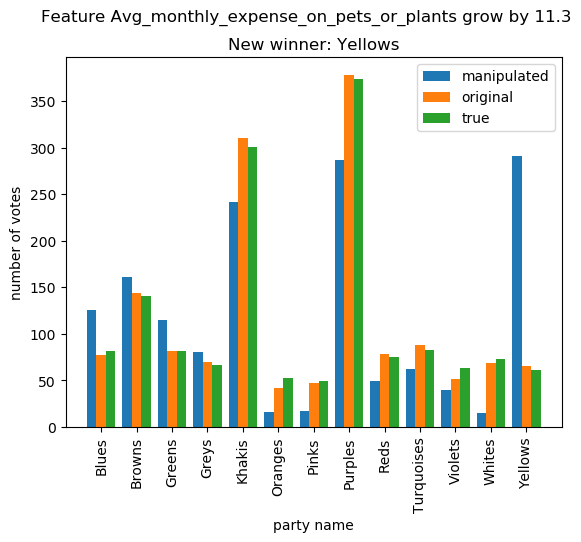 Feature Avg_monthly_expense_on_pets_or_plants grow by 11.3
New winner: Yellows
manipulated
original
true
number of votes
350
300
250
200
150
100
50
0
Blues
Browns
Greens
Greys
Khakis
Oranges
Pinks
Purples
Reds
Turquoises
Violets
Whites
Yellows
party name